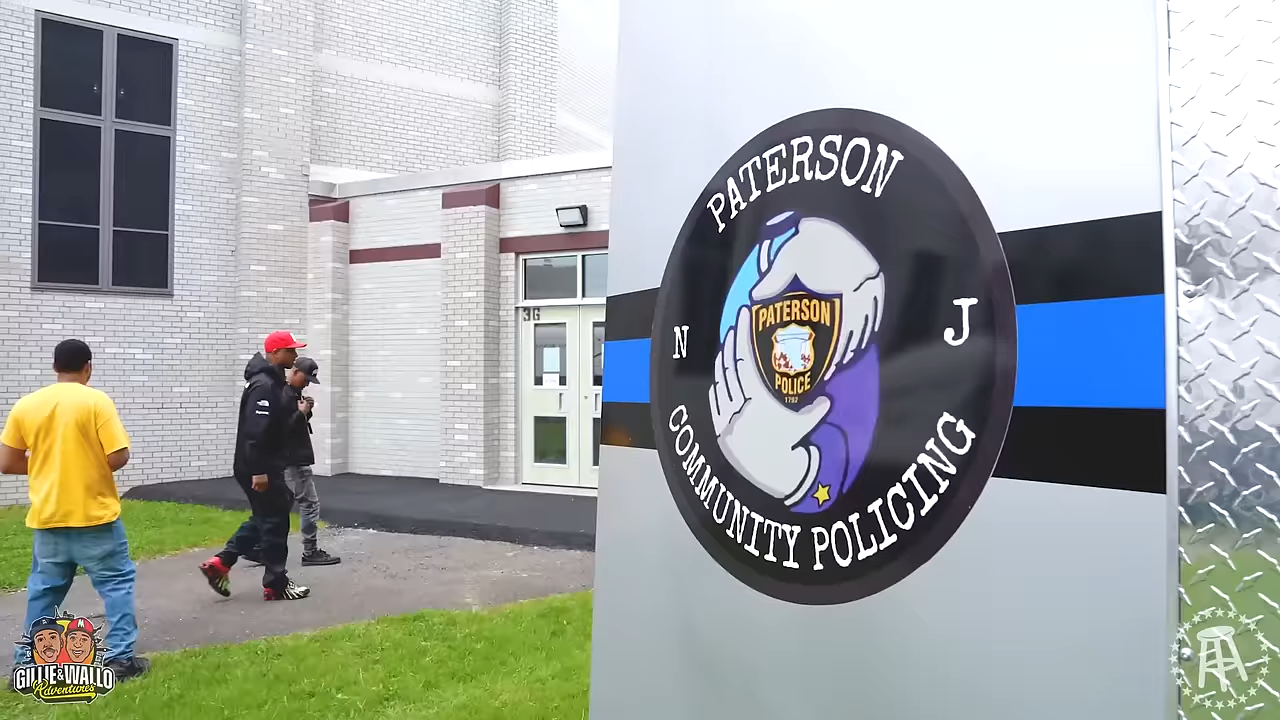 PATERSON
N J
PATERSON
POLICE
1792
COMMUNITY POLICING
3G
GILLIE & WALLO
Adventures